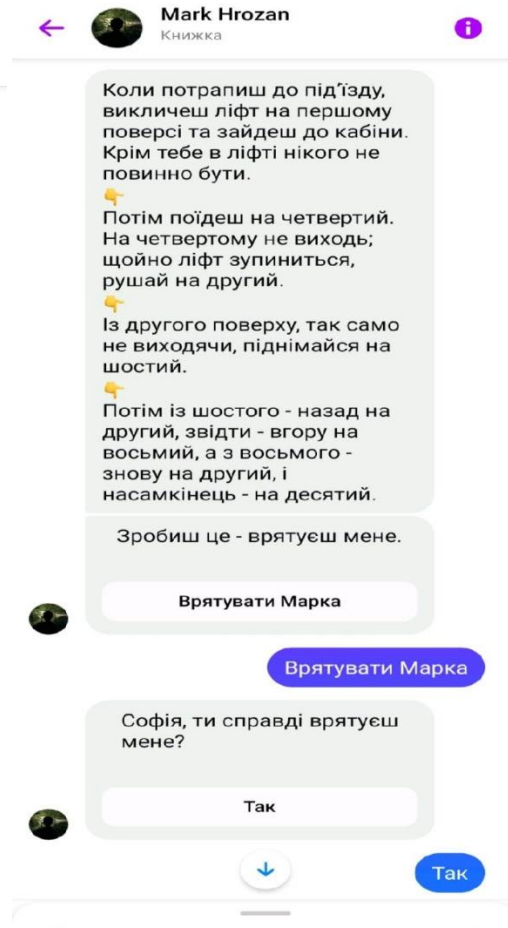 Mark Hrozan
Книжка
Коли потрапиш до під'їзду,
викличеш ліфт на першому
поверсі та зайдеш до кабіни.
Крім тебе в ліфті нікого не
повинно бути.
👇
Потім поїдеш на четвертий.
На четвертому не виходь;
щойно ліфт зупиниться,
рушай на другий.
👇
Із другого поверху, так само
не виходячи, піднімайся на
шостий.
👇
Потім із шостого - назад на
другий, звідти - вгору на
восьмий, а з восьмого -
знову на другий, і
насамкінець - на десятий.
Зробиш це - врятуєш мене.
Врятувати Марка
Врятувати Марка
Софія, ти справді врятуєш
мене?
Так
Так